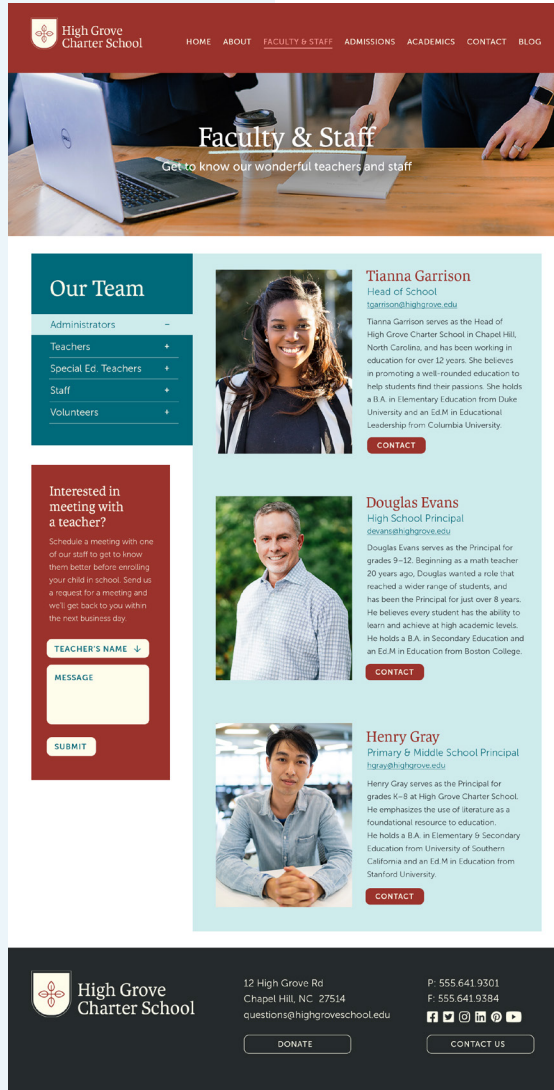 High Grove
Charter School
HOME ABOUT FACULTY & STAFF ADMISSIONS ACADEMICS CONTACT BLOG
Faculty & Staff
Get to know our wonderful teachers and staff
Our Team
Administrators –
Teachers +
Special Ed. Teachers +
Staff +
Volunteers +
Interested in
meeting with
a teacher?
Schedule a meeting with one
of our staff to get to know
them better before enrolling
your child in school. Send us
a request for a meeting and
we'll get back to you within
the next business day.
TEACHER'S NAME ↓
MESSAGE
SUBMIT
Tianna Garrison
Head of School
tgarrison@highgrove.edu
Tianna Garrison serves as the Head of
High Grove Charter School in Chapel Hill,
North Carolina, and has been working in
education for over 12 years. She believes
in promoting a well-rounded education to
help students find their passions. She holds
a B.A. in Elementary Education from Duke
University and an Ed.M in Educational
Leadership from Columbia University.
CONTACT
Douglas Evans
High School Principal
devans@highgrove.edu
Douglas Evans serves as the Principal for
grades 9–12. Beginning as a math teacher
20 years ago, Douglas wanted a role that
reached a wider range of students, and
has been the Principal for just over 8 years.
He believes every student has the ability to
learn and achieve at high academic levels.
He holds a B.A. in Secondary Education and
an Ed.M in Education from Boston College.
CONTACT
Henry Gray
Primary & Middle School Principal
hgray@highgrove.edu
Henry Gray serves as the Principal for
grades K–8 at High Grove Charter School.
He emphasizes the use of literature as a
foundational resource to education.
He holds a B.A. in Elementary & Secondary
Education from University of Southern
California and an Ed.M in Education from
Stanford University.
CONTACT
High Grove
Charter School
12 High Grove Rd
Chapel Hill, NC 27514
questions@highgroveschool.edu
DONATE
P: 555.641.9301
F: 555.641.9384
CONTACT US